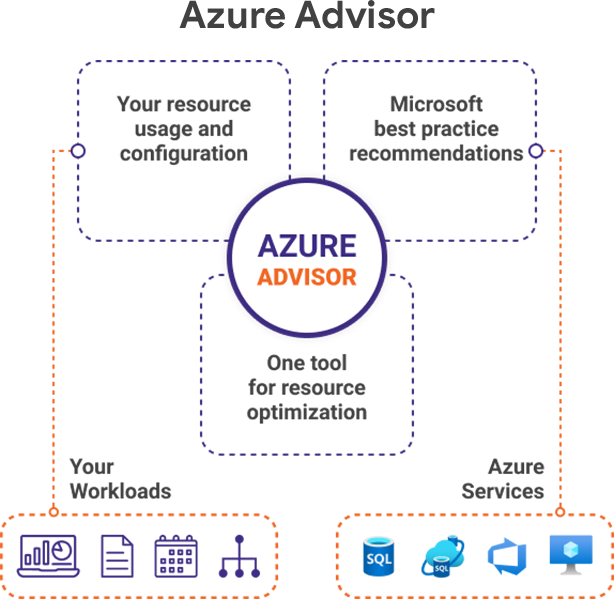 Azure Advisor
Your resource
usage and
configuration
Microsoft
best practice
recommendations
AZURE
ADVISOR
One tool
for resource
optimization
Your
Workloads
Azure
Services
SQL
SQL